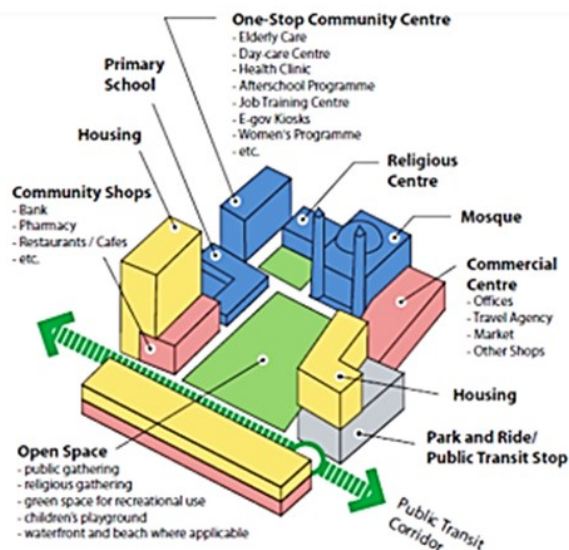 One-Stop Community Centre
- Elderly Care
- Day-care Centre
- Health Clinic
- Afterschool Programme
- Job Training Centre
- E-gov Kiosks
- Women's Programme
- etc.
Primary
School
Housing
Community Shops
- Bank
- Pharmacy
- Restaurants / Cafes
- etc.
Religious
Centre
Mosque
Commercial
Centre
- Offices
- Travel Agency
- Market
- Other Shops
Housing
Park and Ride/
Public Transit Stop
Open Space
- public gathering
- religious gathering
- green space for recreational use
- children's playground
- waterfront and beach where applicable
Public Transit
Corridor